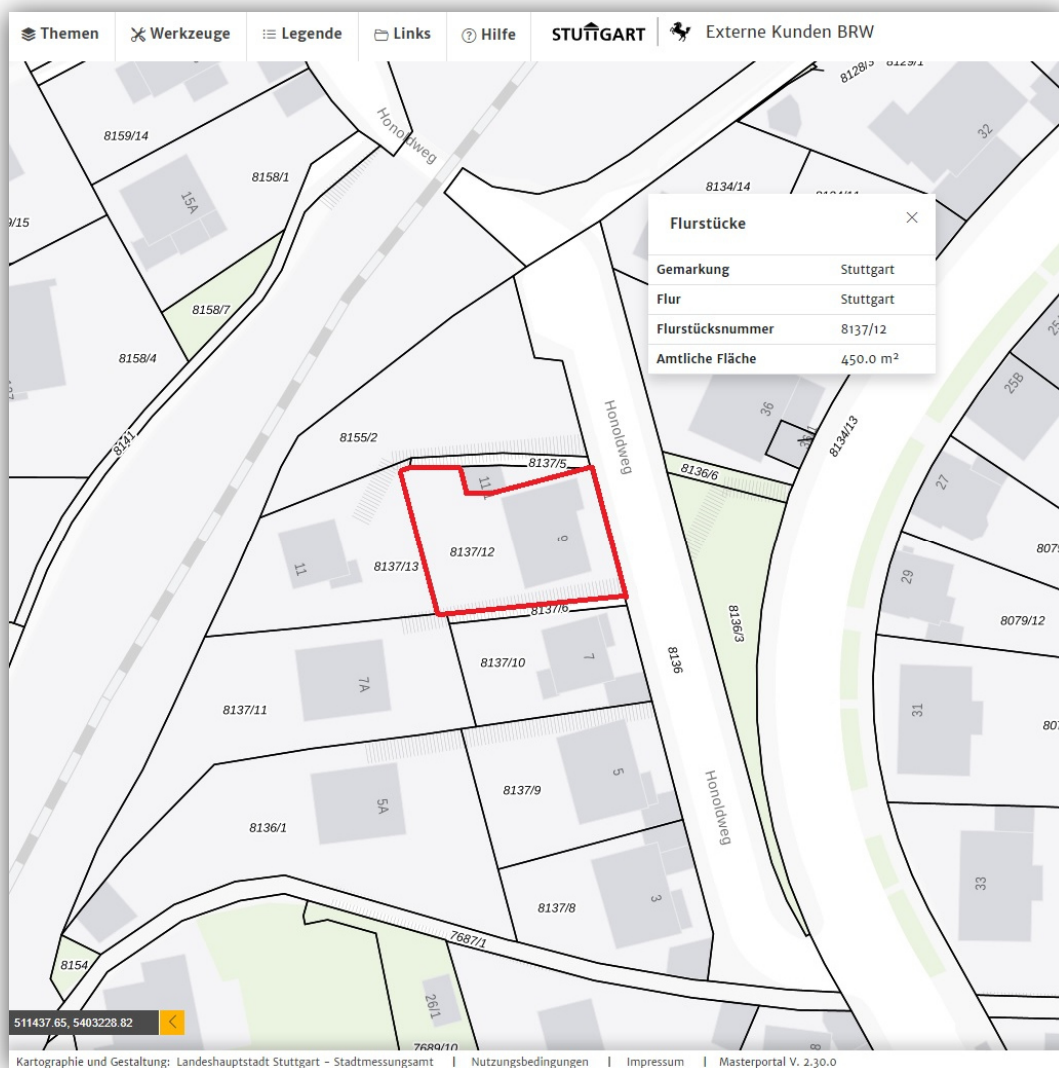 Themen Werkzeuge Legende Links Hilfe STUTTGART Externe Kunden BRW
8128/5 8129/1
Honoldweg
8159/14
32
8158/1
15A
8134/14
8158/7
8158/4
Flurstücke
Gemarkung Stuttgart
Flur Stuttgart
Flurstücksnummer 8137/12
Amtliche Fläche 450.0 m²
25B
36
8134/13
Honoldweg
8155/2
8141
8137/5
8136/6
27
11
8137/12
9
8137/13
11
29
8137/6
8079/12
8136/3
8137/10
7
8136
7A
8137/11
31
5
8137/9
5A
Honoldweg
8136/1
33
3
8137/8
7687/1
8154
26/1
511437.65, 5403228.82
7689/10
Kartographie und Gestaltung: Landeshauptstadt Stuttgart – Stadtmessungsamt | Nutzungsbedingungen | Impressum | Masterportal V. 2.30.0